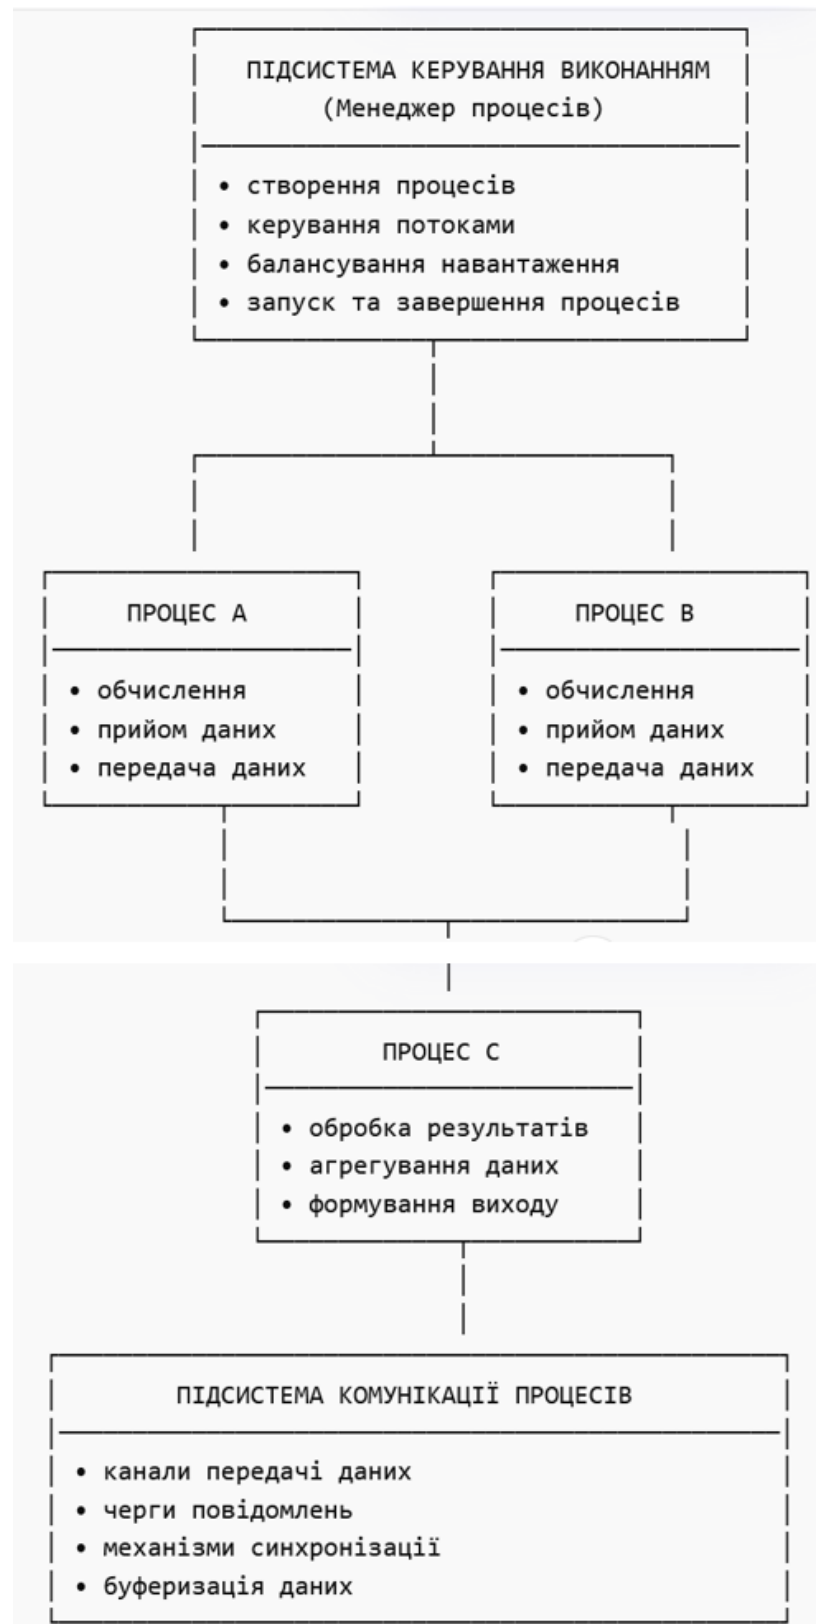 ПІДСИСТЕМА КЕРУВАННЯ ВИКОНАННЯМ
(Менеджер процесів)
• створення процесів
• керування потоками
• балансування навантаження
• запуск та завершення процесів
ПРОЦЕС A
• обчислення
• прийом даних
• передача даних
ПРОЦЕС B
• обчислення
• прийом даних
• передача даних
ПРОЦЕС C
• обробка результатів
• агрегування даних
• формування виходу
ПІДСИСТЕМА КОМУНІКАЦІЇ ПРОЦЕСІВ
• канали передачі даних
• черги повідомлень
• механізми синхронізації
• буферизація даних